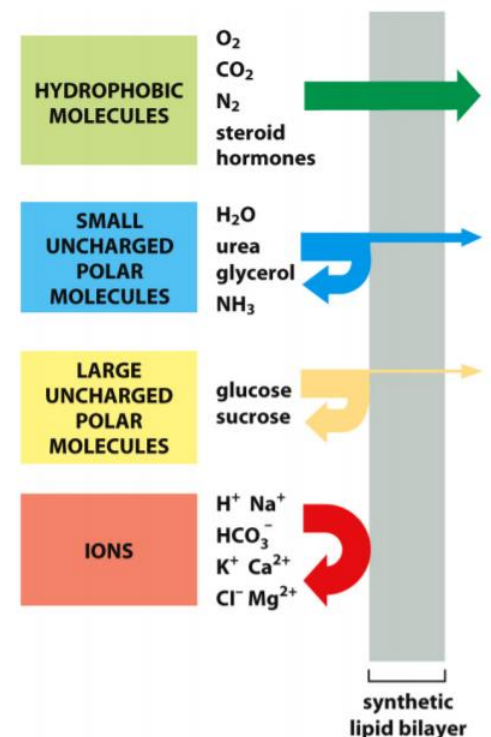 HYDROPHOBIC
MOLECULES
O₂
CO₂
N₂
steroid
hormones
SMALL
UNCHARGED
POLAR
MOLECULES
H₂O
urea
glycerol
NH₃
LARGE
UNCHARGED
POLAR
MOLECULES
glucose
sucrose
IONS
H⁺ Na⁺
HCO₃⁻
K⁺ Ca²⁺
Cl⁻ Mg²⁺
synthetic
lipid bilayer